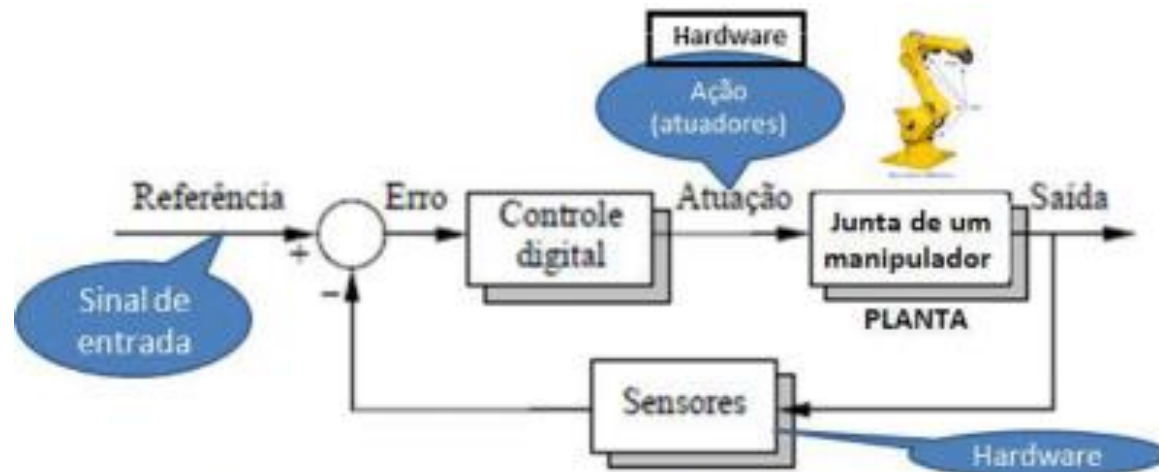 Hardware
Ação
(atuadores)
Referência
Erro
Controle
digital
Atuação
Junta de um
manipulador
Saída
+
−
Sinal de
entrada
PLANTA
Sensores
Hardware